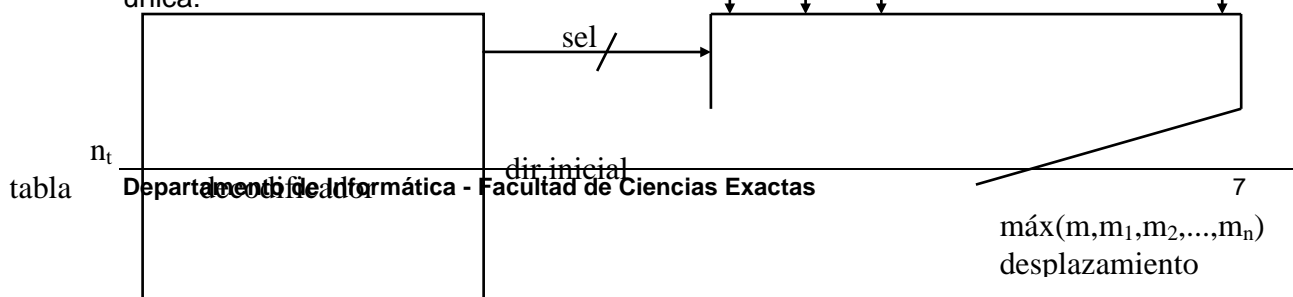 única.
sel
n_t
dir inicial
tabla
decodificador
Departamento de Informática - Facultad de Ciencias Exactas 7
máx(m,m₁,m₂,...,mₙ)
desplazamiento